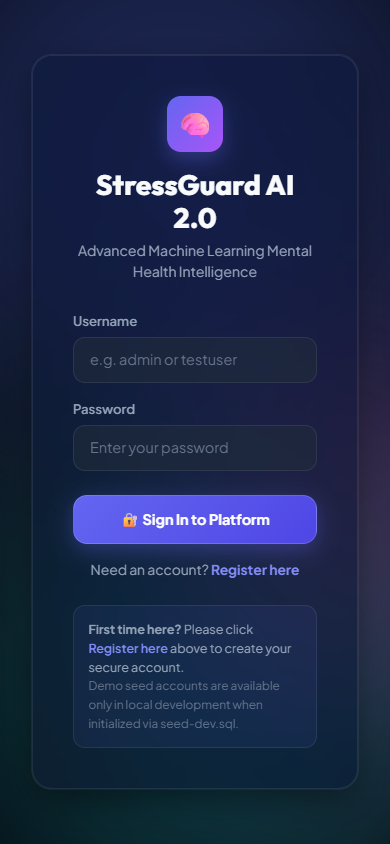 StressGuard AI
2.0
Advanced Machine Learning Mental
Health Intelligence
Username
e.g. admin or testuser
Password
Enter your password
🔐 Sign In to Platform
Need an account? Register here
First time here? Please click
Register here above to create your
secure account.
Demo seed accounts are available
only in local development when
initialized via seed-dev.sql.